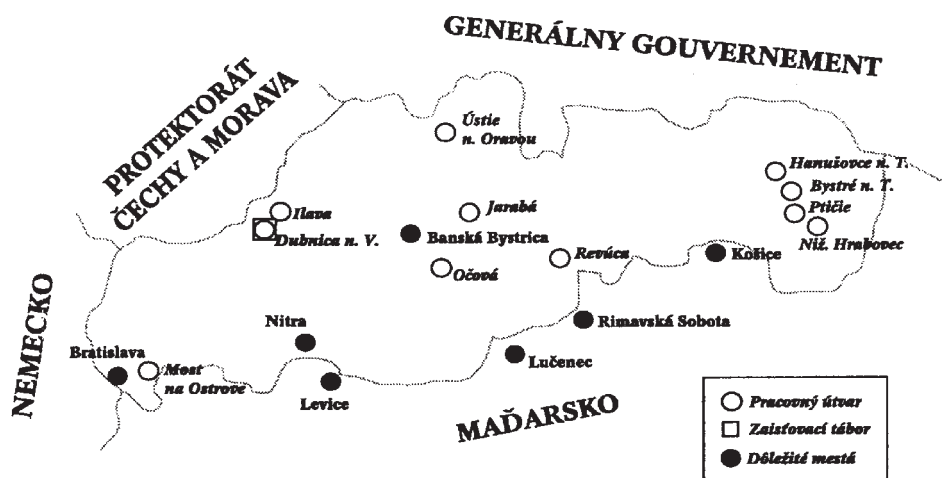 GENERÁLNY GOUVERNEMENT
PROTEKTORÁT
ČECHY A MORAVA
Ústie
n. Oravou
Hanušovce n. T.
Bystré n. T.
Ptičie
Niž. Hrabovec
Ilava
Dubnica n. V.
Jarabá
Banská Bystrica
Očová
Revúca
Košice
NEMECKO
Nitra
Rimavská Sobota
Bratislava
Most
na Ostrove
Lučenec
Levice
MAĎARSKO
Pracovný útvar
Zaisťovací tábor
Dôležité mestá